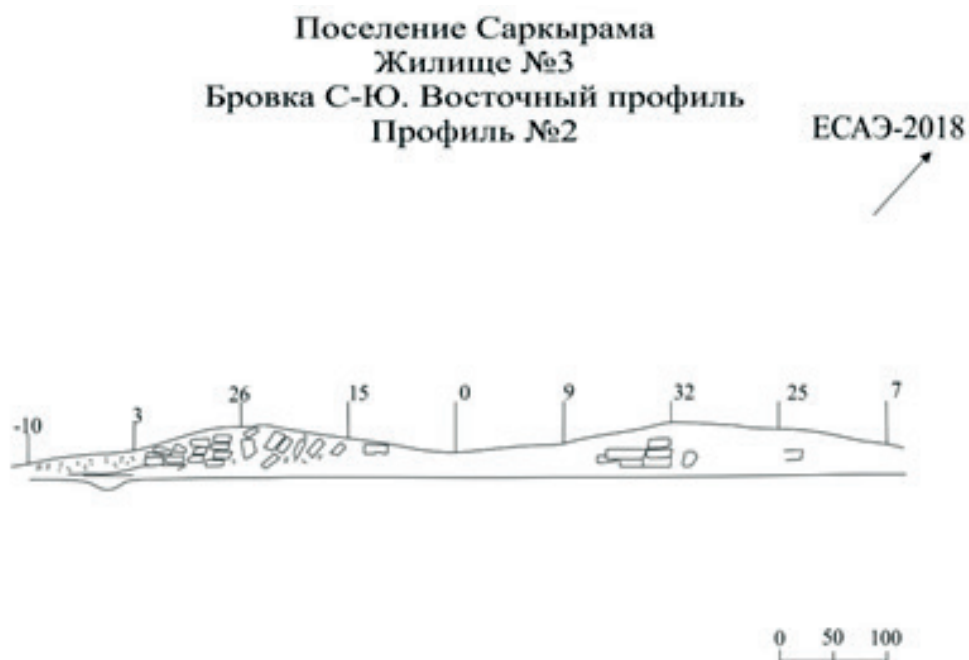 Поселение Саркырама
Жилище №3
Бровка С-Ю. Восточный профиль
Профиль №2
ЕСАЭ-2018
-10 3 26 15 0 9 32 25 7
0 50 100